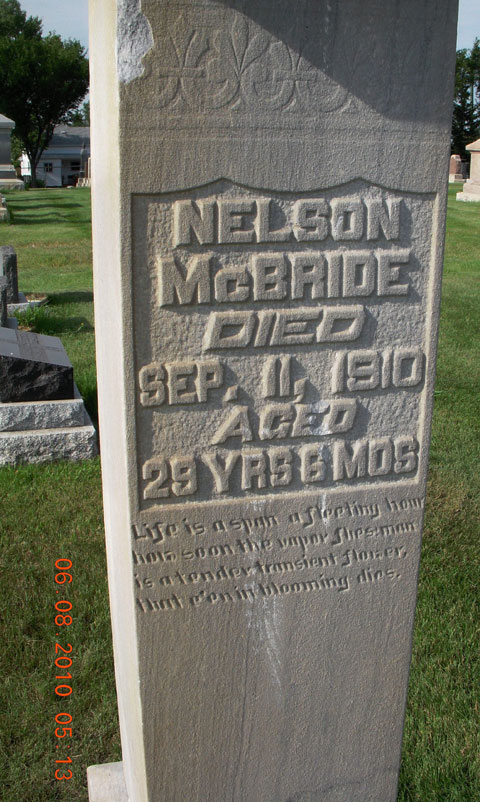 NELSON
McBRIDE
DIED
SEP. 11, 1910
AGED
29 YRS 6 MOS
Life is a span a fleeting hour
how soon the vapor flies man
is a tender transient flower,
that e'en in blooming dies.
06.08.2010 05:13